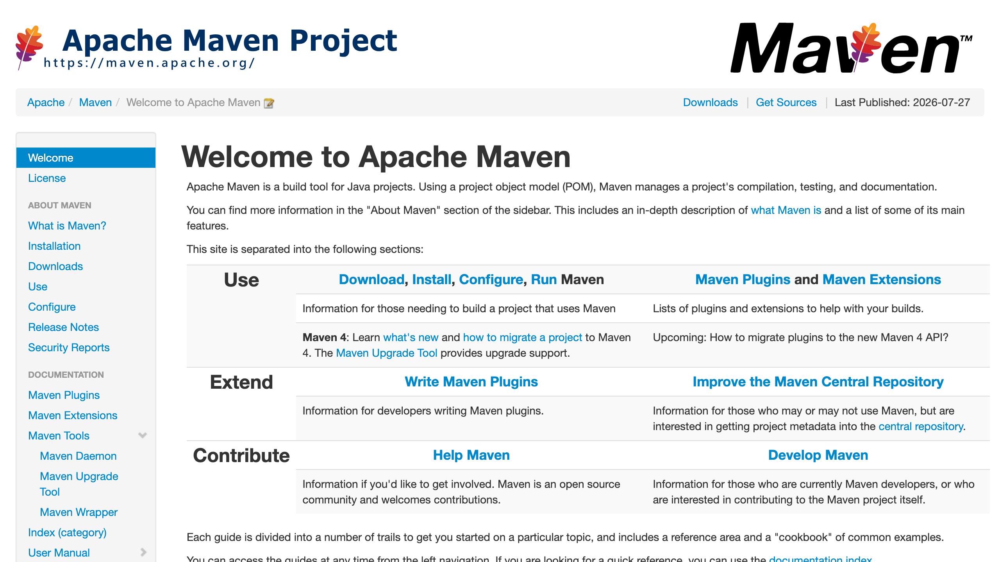 Apache Maven Project
https://maven.apache.org/
Maven™
Apache / Maven / Welcome to Apache Maven
Downloads | Get Sources | Last Published: 2026-07-27
Welcome
License
ABOUT MAVEN
What is Maven?
Installation
Downloads
Use
Configure
Release Notes
Security Reports
DOCUMENTATION
Maven Plugins
Maven Extensions
Maven Tools
Maven Daemon
Maven Upgrade
Tool
Maven Wrapper
Index (category)
User Manual
Welcome to Apache Maven
Apache Maven is a build tool for Java projects. Using a project object model (POM), Maven manages a project's compilation, testing, and documentation.
You can find more information in the "About Maven" section of the sidebar. This includes an in-depth description of what Maven is and a list of some of its main
features.
This site is separated into the following sections:
Use
Download, Install, Configure, Run Maven
Maven Plugins and Maven Extensions
Information for those needing to build a project that uses Maven
Lists of plugins and extensions to help with your builds.
Maven 4: Learn what's new and how to migrate a project to Maven
4. The Maven Upgrade Tool provides upgrade support.
Upcoming: How to migrate plugins to the new Maven 4 API?
Extend
Write Maven Plugins
Improve the Maven Central Repository
Information for developers writing Maven plugins.
Information for those who may or may not use Maven, but are
interested in getting project metadata into the central repository.
Contribute
Help Maven
Develop Maven
Information if you'd like to get involved. Maven is an open source
community and welcomes contributions.
Information for those who are currently Maven developers, or who
are interested in contributing to the Maven project itself.
Each guide is divided into a number of trails to get you started on a particular topic, and includes a reference area and a "cookbook" of common examples.
You can access the guides at any time from the left navigation. If you are looking for a quick reference, you can use the documentation index.